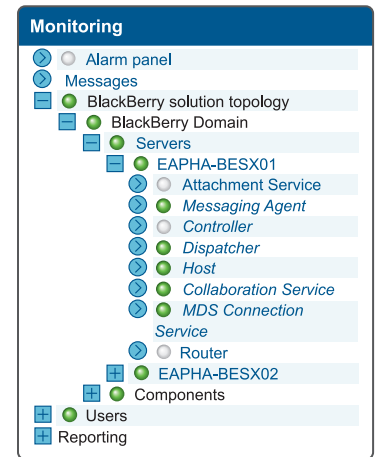 Monitoring
Alarm panel
Messages
BlackBerry solution topology
BlackBerry Domain
Servers
EAPHA-BESX01
Attachment Service
Messaging Agent
Controller
Dispatcher
Host
Collaboration Service
MDS Connection
Service
Router
EAPHA-BESX02
Components
Users
Reporting